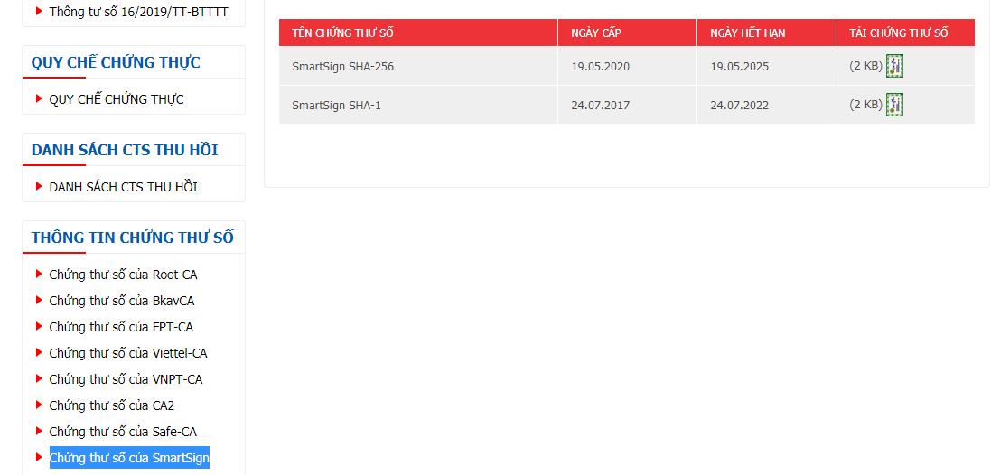 Thông tư số 16/2019/TT-BTTTT
QUY CHẾ CHỨNG THỰC
QUY CHẾ CHỨNG THỰC
DANH SÁCH CTS THU HỒI
DANH SÁCH CTS THU HỒI
THÔNG TIN CHỨNG THƯ SỐ
Chứng thư số của Root CA
Chứng thư số của BkavCA
Chứng thư số của FPT-CA
Chứng thư số của Viettel-CA
Chứng thư số của VNPT-CA
Chứng thư số của CA2
Chứng thư số của Safe-CA
Chứng thư số của SmartSign
TÊN CHỨNG THƯ SỐ NGÀY CẤP NGÀY HẾT HẠN TẢI CHỨNG THƯ SỐ
SmartSign SHA-256 19.05.2020 19.05.2025 (2 KB)
SmartSign SHA-1 24.07.2017 24.07.2022 (2 KB)